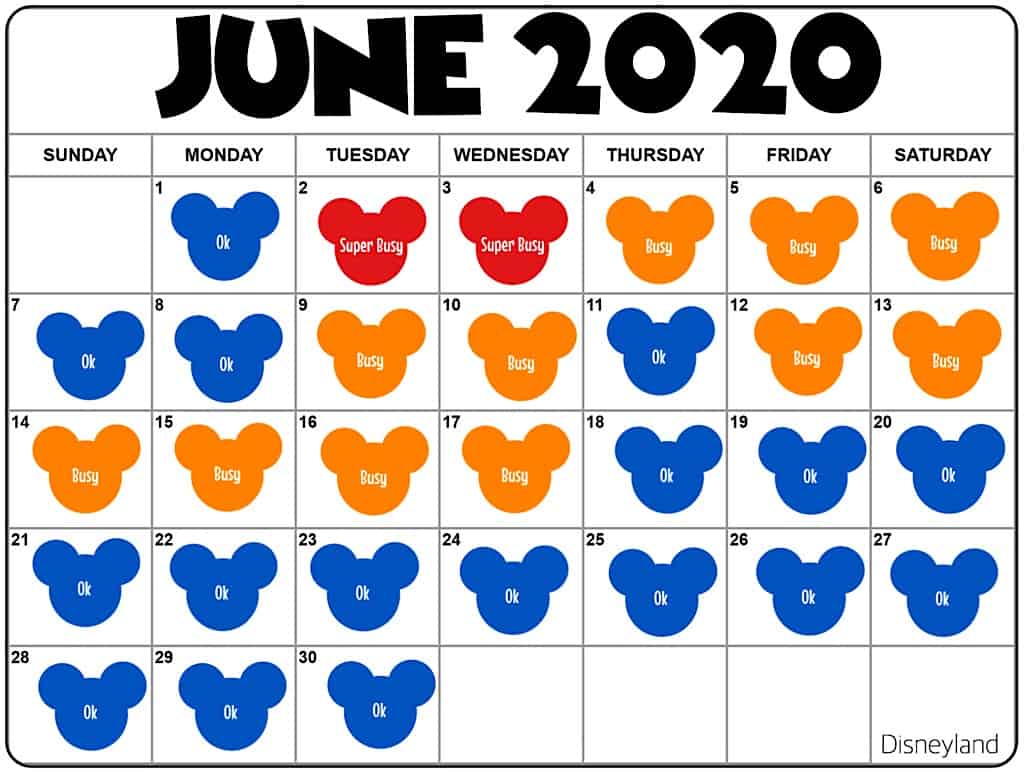 JUNE 2020
SUNDAY MONDAY TUESDAY WEDNESDAY THURSDAY FRIDAY SATURDAY
1 2 3 4 5 6
Ok Super Busy Super Busy Busy Busy Busy
7 8 9 10 11 12 13
Ok Ok Busy Busy Ok Busy Busy
14 15 16 17 18 19 20
Busy Busy Busy Busy Ok Ok Ok
21 22 23 24 25 26 27
Ok Ok Ok Ok Ok Ok Ok
28 29 30
Ok Ok Ok
Disneyland